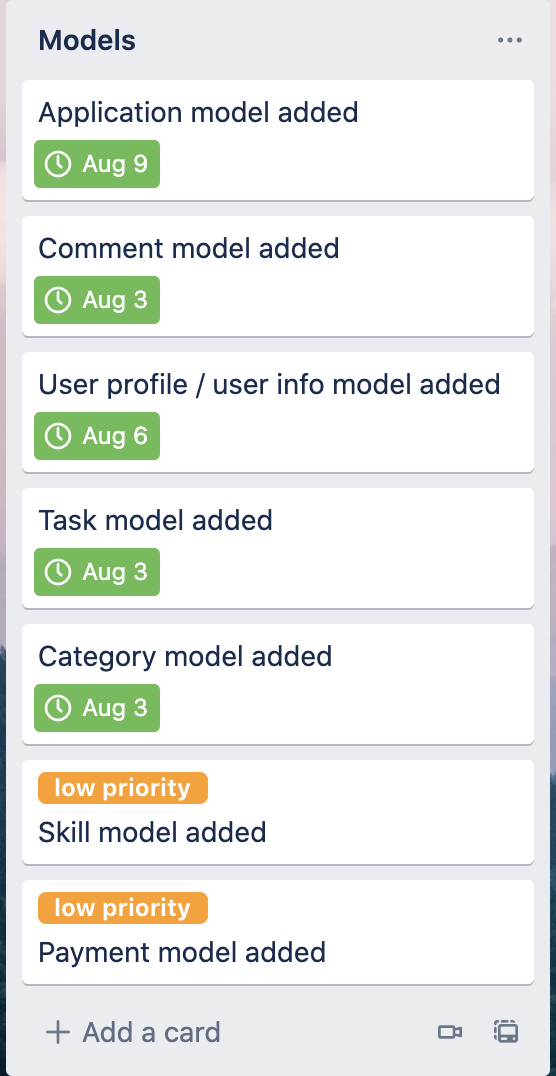 Models
Application model added
Aug 9
Comment model added
Aug 3
User profile / user info model added
Aug 6
Task model added
Aug 3
Category model added
Aug 3
low priority
Skill model added
low priority
Payment model added
+ Add a card